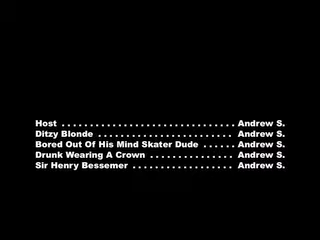 Host . . . . . . . . . . . . . . . . . . . . . . . . . . . . . . . Andrew S.
Ditzy Blonde . . . . . . . . . . . . . . . . . . . . . . . . Andrew S.
Bored Out Of His Mind Skater Dude . . . . . . Andrew S.
Drunk Wearing A Crown . . . . . . . . . . . . . . . Andrew S.
Sir Henry Bessemer . . . . . . . . . . . . . . . . . . Andrew S.